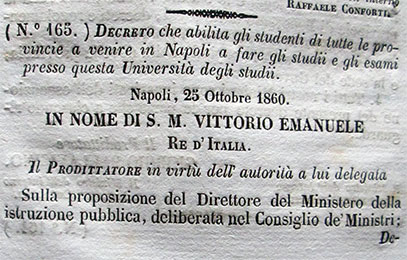 RAFFAELE CONFORTI.
( N.º 165. ) DECRETO che abilita gli studenti di tutte le pro-
vincie a venire in Napoli a fare gli studii e gli esami
presso questa Università degli studii.
Napoli, 25 Ottobre 1860.
IN NOME DI S. M. VITTORIO EMANUELE
RE D'ITALIA.
Il PRODITTATORE in virtù dell' autorità a lui delegata
Sulla proposizione del Direttore del Ministero della
istruzione pubblica, deliberata nel Consiglio de' Ministri;
De-